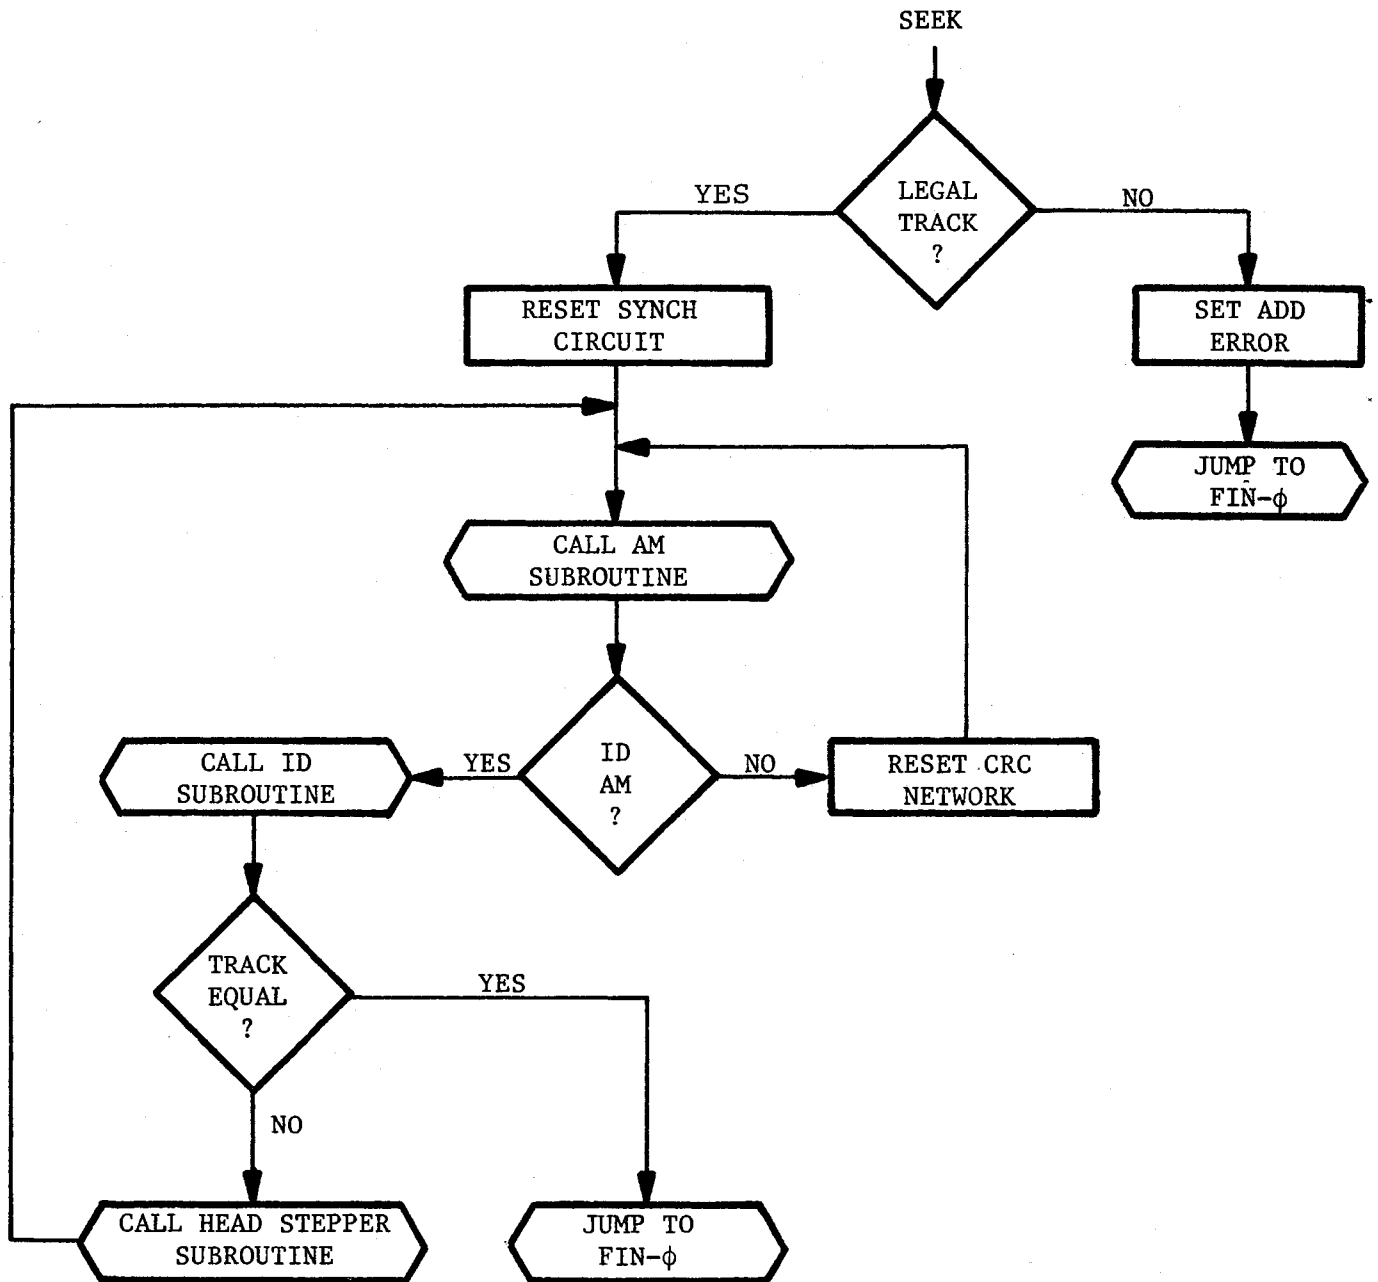 SEEK
LEGAL
TRACK
?
YES
NO
RESET SYNCH
CIRCUIT
SET ADD
ERROR
JUMP TO
FIN-ϕ
CALL AM
SUBROUTINE
ID
AM
?
YES
NO
CALL ID
SUBROUTINE
RESET CRC
NETWORK
TRACK
EQUAL
?
YES
NO
CALL HEAD STEPPER
SUBROUTINE
JUMP TO
FIN-ϕ